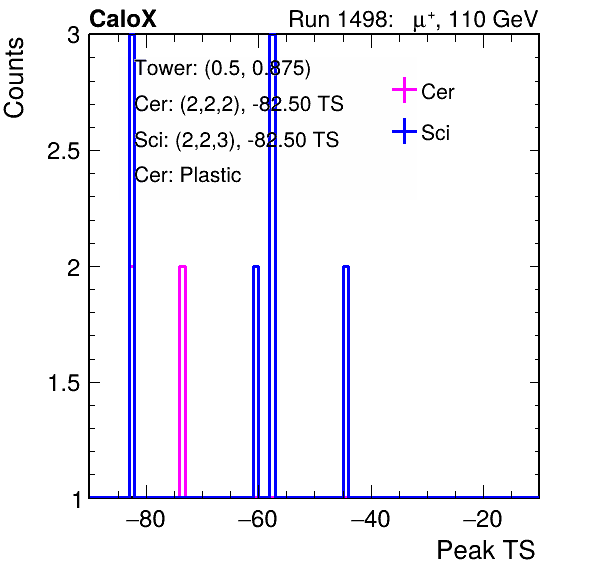 CaloX Run 1498: μ⁺, 110 GeV
Counts
Tower: (0.5, 0.875)
Cer: (2,2,2), -82.50 TS
Sci: (2,2,3), -82.50 TS
Cer: Plastic
Cer
Sci
3
2.5
2
1.5
1
−80 −60 −40 −20
Peak TS